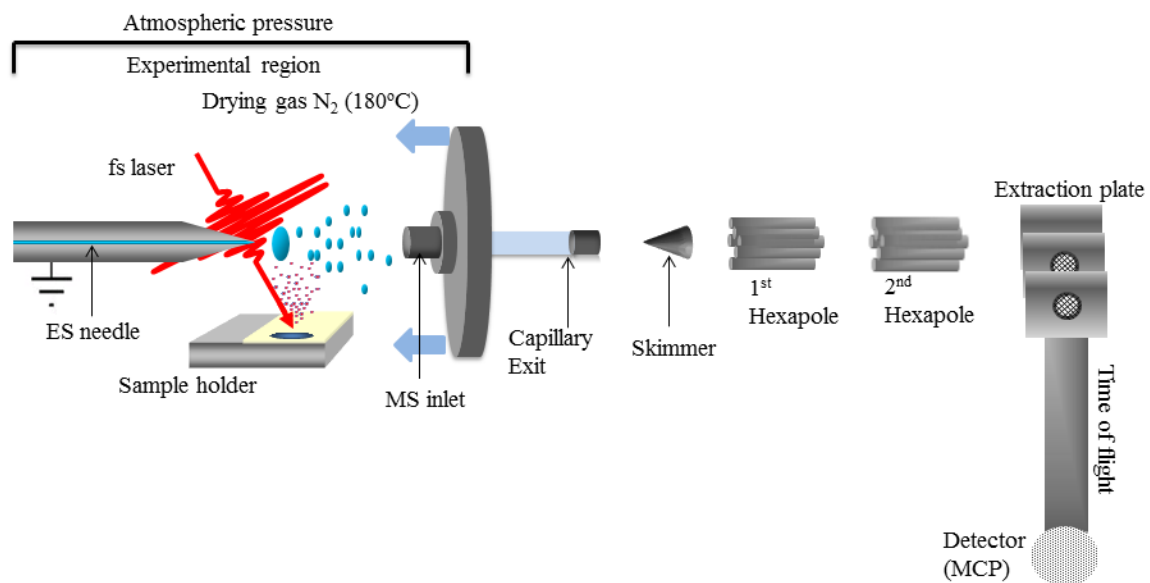 Atmospheric pressure
Experimental region
Drying gas N₂ (180ºC)
fs laser
ES needle
Sample holder
MS inlet
Capillary
Exit
Skimmer
1st
Hexapole
2nd
Hexapole
Extraction plate
Time of flight
Detector
(MCP)